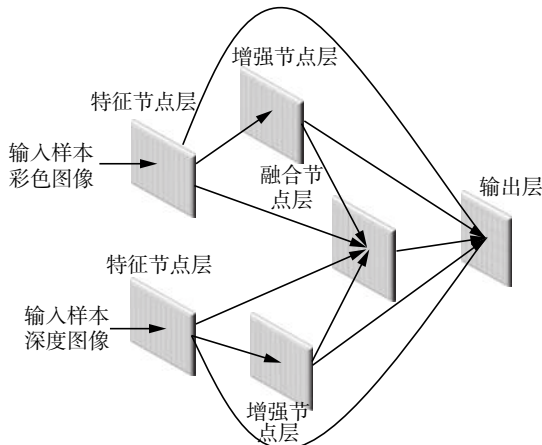 增强节点层
特征节点层
输入样本
彩色图像
融合节
点层
输出层
特征节点层
输入样本
深度图像
增强节
点层